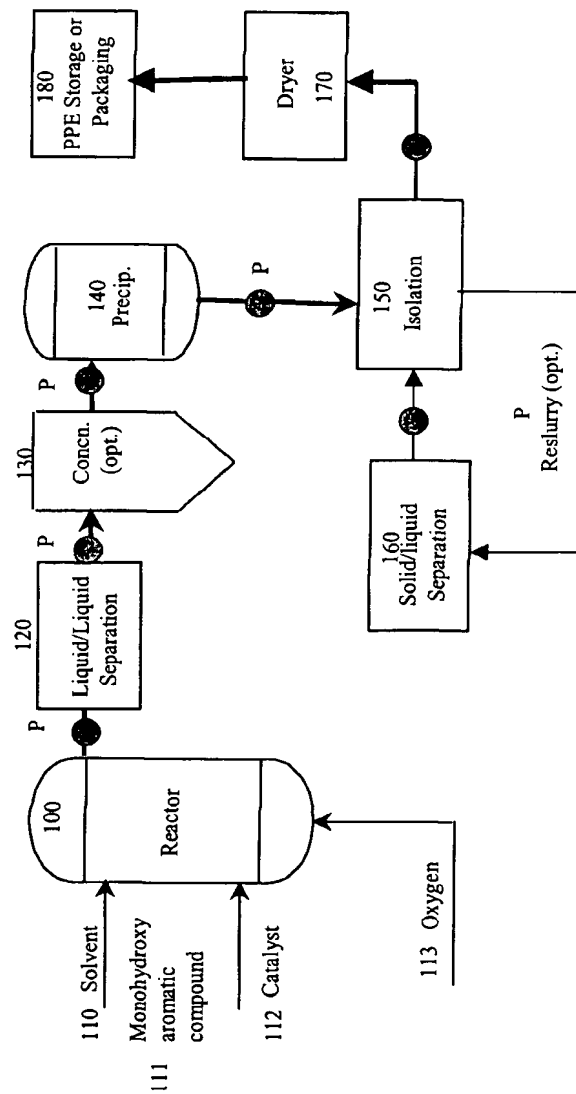 110 Solvent
Monohydroxy
111 aromatic
compound
112 Catalyst
113 Oxygen
100
Reactor
P
120
Liquid/Liquid
Separation
P
130
Concn.
(opt.)
P
140
Precip.
P
150
Isolation
160
Solid/liquid
Separation
P
Reslurry (opt.)
Dryer
170
180
PPE Storage or
Packaging